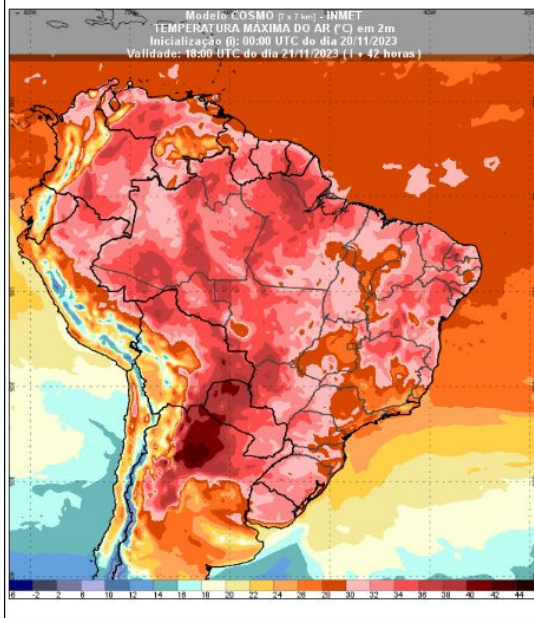 Modelo COSMO [7 x 7 km] - INMET
TEMPERATURA MÁXIMA DO AR (°C) em 2m
Inicialização (i): 00:00 UTC do dia 20/11/2023
Validade: 18:00 UTC do dia 21/11/2023 ( i + 42 horas )
-2 2 6 10 14 16 18 20 22 24 26 28 30 32 34 36 38 40 42 44